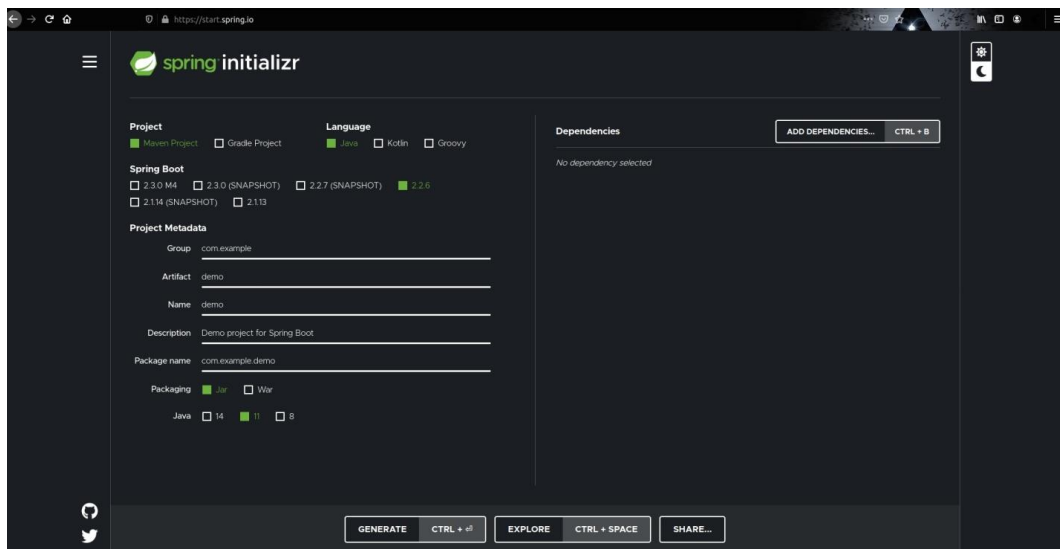 https://start.spring.io
spring initializr
Project
Maven Project Gradle Project
Language
Java Kotlin Groovy
Spring Boot
2.3.0 M4 2.3.0 (SNAPSHOT) 2.2.7 (SNAPSHOT) 2.2.6
2.1.14 (SNAPSHOT) 2.1.13
Project Metadata
Group com.example
Artifact demo
Name demo
Description Demo project for Spring Boot
Package name com.example.demo
Packaging Jar War
Java 14 11 8
Dependencies
ADD DEPENDENCIES... CTRL + B
No dependency selected
GENERATE CTRL + ⏎ EXPLORE CTRL + SPACE SHARE...